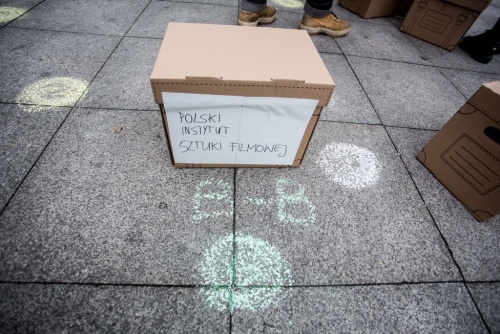 POLSKI
INSTYTUT
SZTUKI FILMOWEJ
B-B